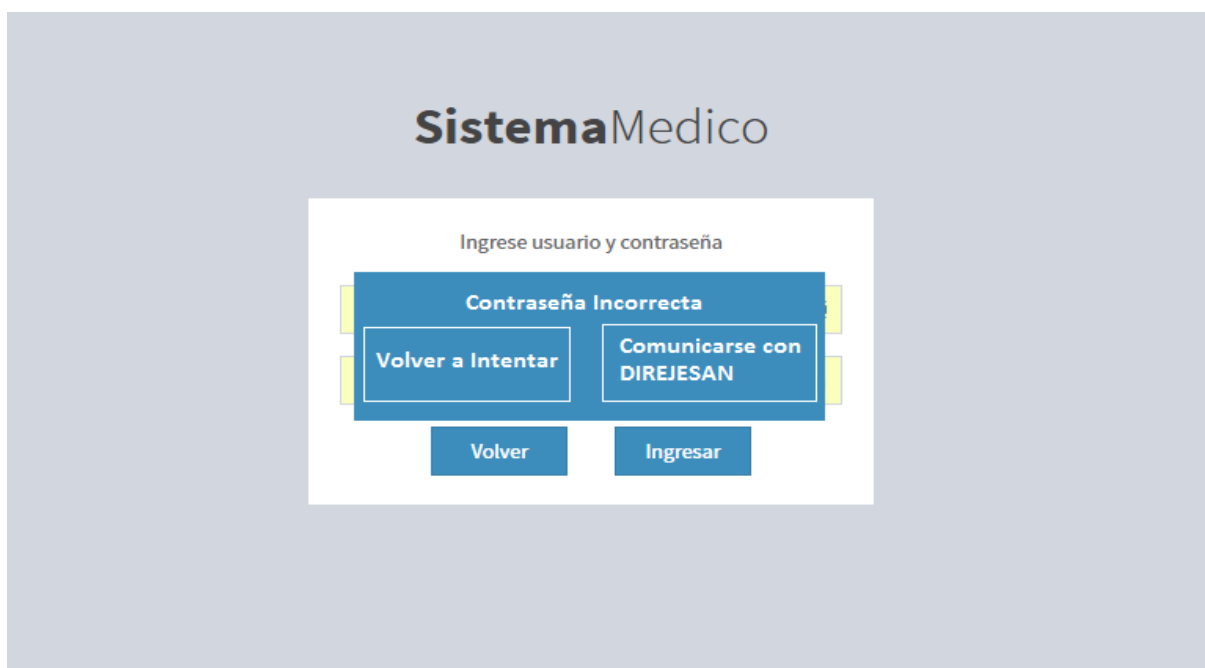 SistemaMedico
Ingrese usuario y contraseña
Contraseña Incorrecta
Volver a Intentar
Comunicarse con
DIREJESAN
Volver
Ingresar